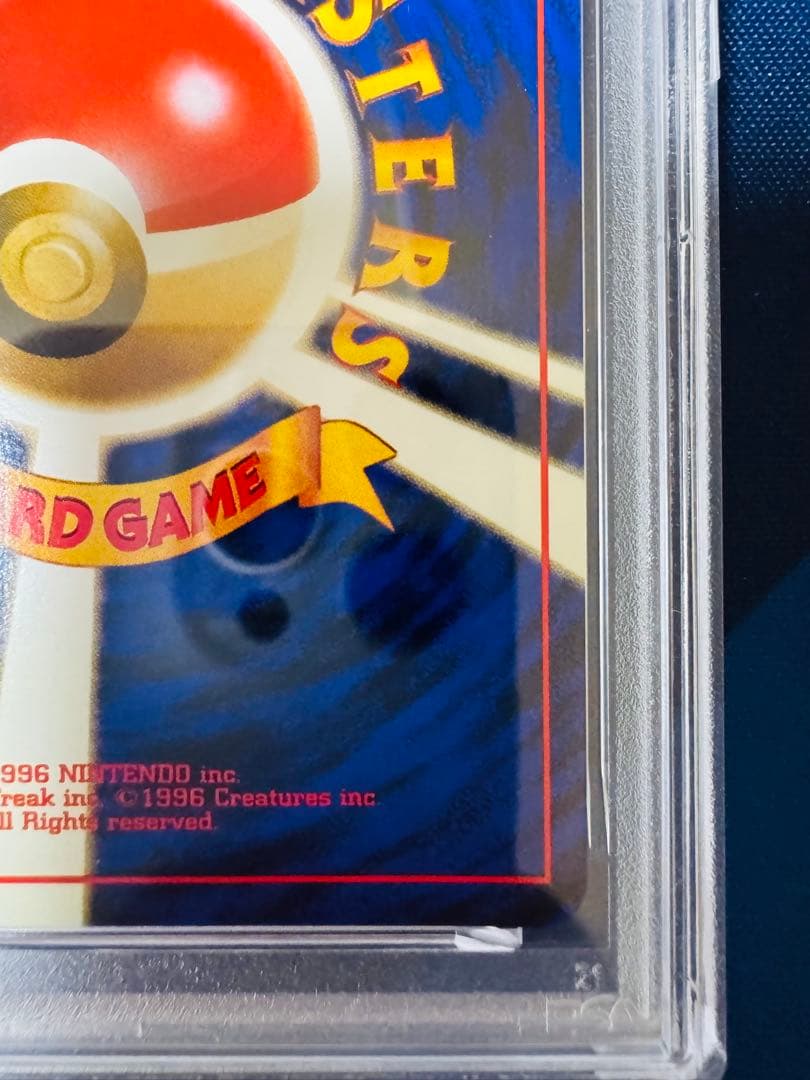 STERS
RD GAME
996 NINTENDO inc.
reak inc. ©1996 Creatures inc.
ll Rights reserved.